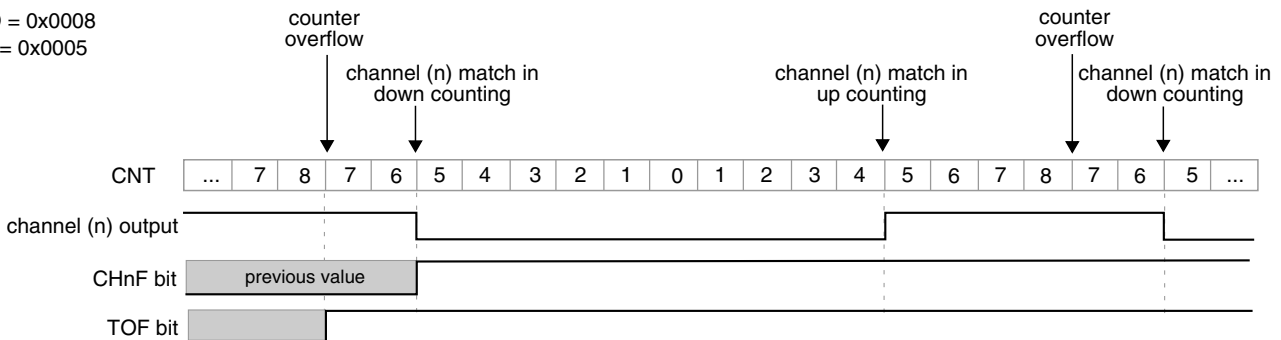 = 0x0008
= 0x0005
counter
overflow
channel (n) match in
down counting
channel (n) match in
up counting
counter
overflow
channel (n) match in
down counting
CNT ... 7 8 7 6 5 4 3 2 1 0 1 2 3 4 5 6 7 8 7 6 5 ...
channel (n) output
CHnF bit previous value
TOF bit